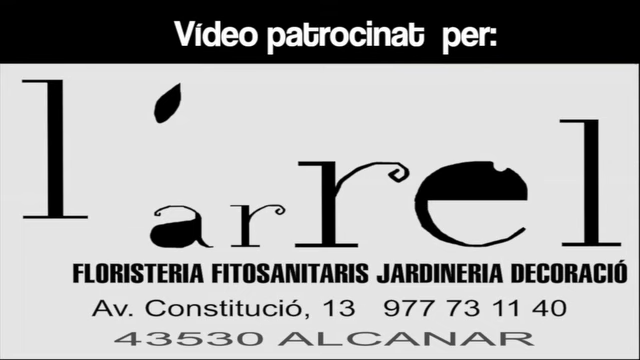 Vídeo patrocinat per:
l'arrel
FLORISTERIA FITOSANITARIS JARDINERIA DECORACIÓ
Av. Constitució, 13 977 73 11 40
43530 ALCANAR